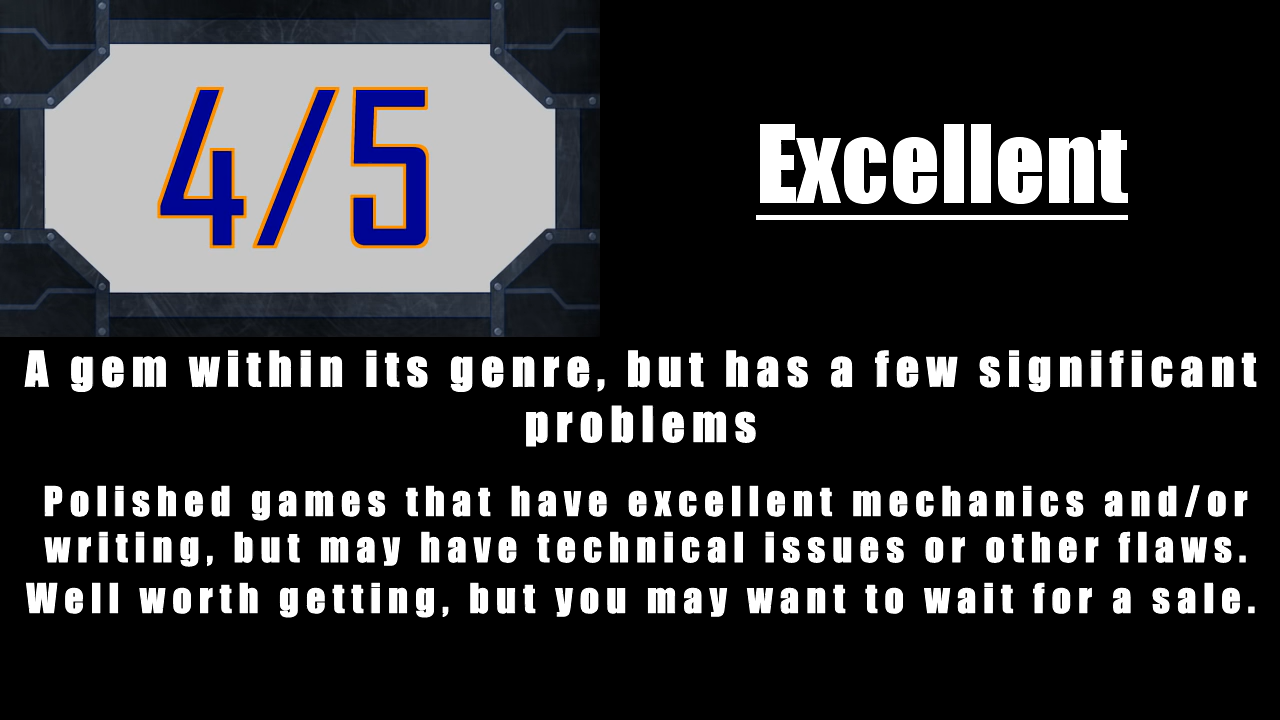 4/5
Excellent
A gem within its genre, but has a few significant
problems
Polished games that have excellent mechanics and/or
writing, but may have technical issues or other flaws.
Well worth getting, but you may want to wait for a sale.